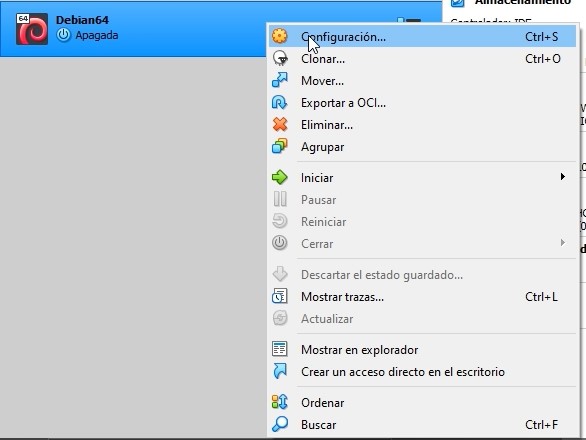 Almacenamiento
64
Debian64
Apagada
Controlador: IDE
Configuración... Ctrl+S
Clonar... Ctrl+O
Mover...
Exportar a OCI...
Eliminar...
Agrupar
Iniciar
Pausar
Reiniciar
Cerrar
Descartar el estado guardado...
Mostrar trazas... Ctrl+L
Actualizar
Mostrar en explorador
Crear un acceso directo en el escritorio
Ordenar
Buscar Ctrl+F